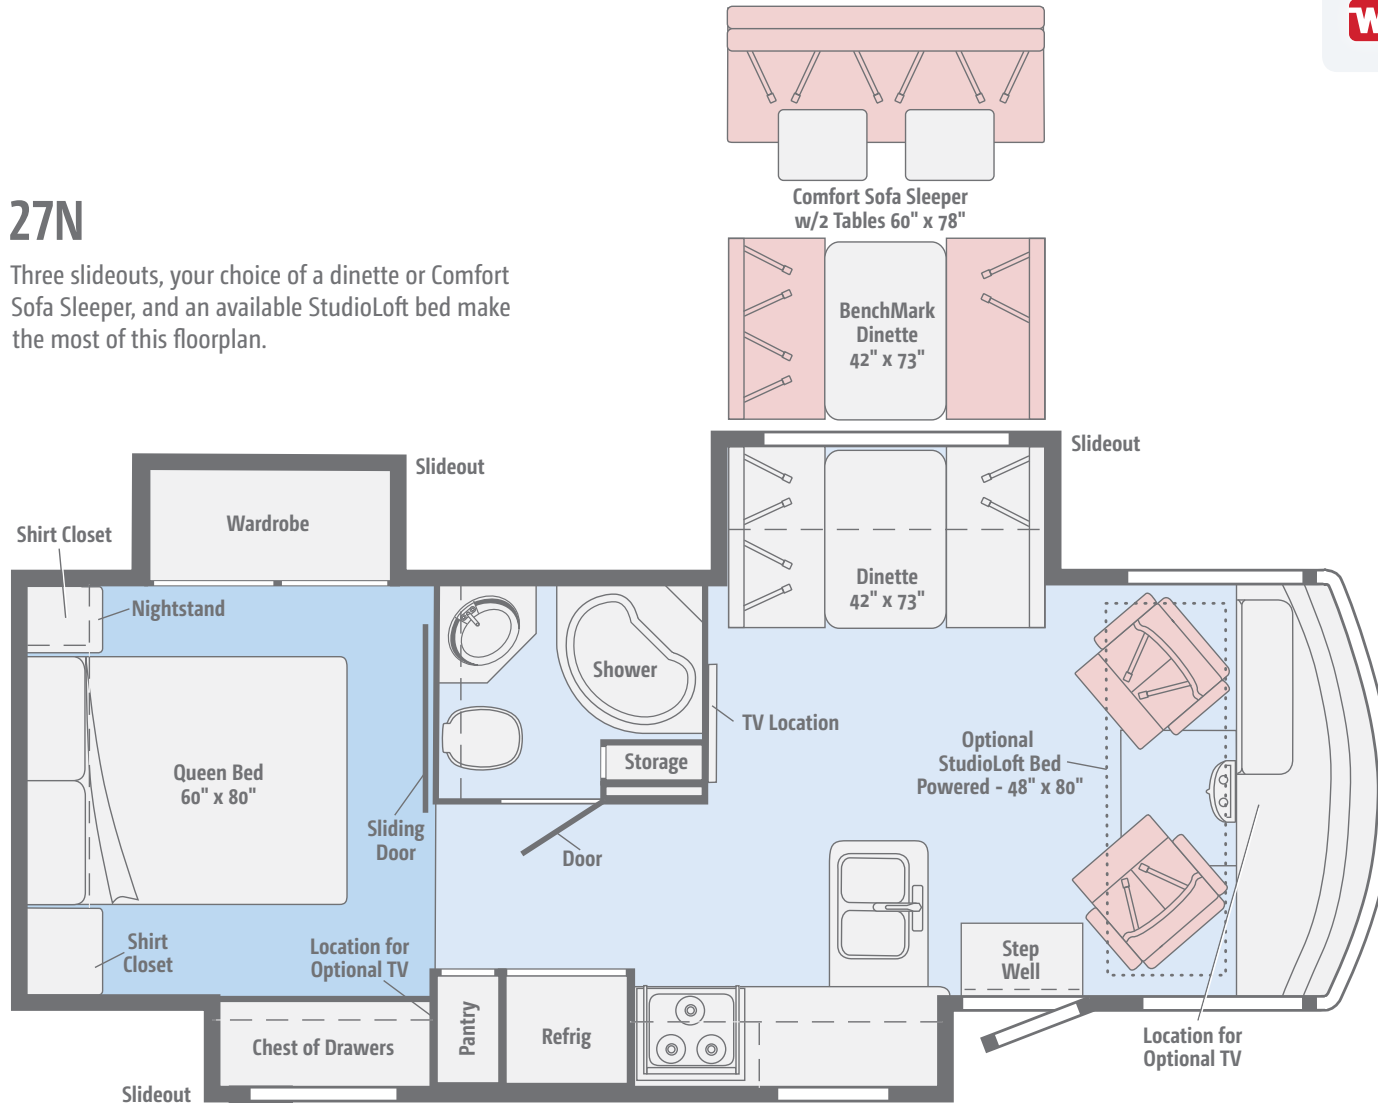 W
Comfort Sofa Sleeper
w/2 Tables 60" x 78"
27N
Three slideouts, your choice of a dinette or Comfort
Sofa Sleeper, and an available StudioLoft bed make
the most of this floorplan.
BenchMark
Dinette
42" x 73"
Slideout
Slideout
Wardrobe
Shirt Closet
Nightstand
Dinette
42" x 73"
Shower
TV Location
Storage
Optional
StudioLoft Bed
Powered - 48" x 80"
Queen Bed
60" x 80"
Sliding
Door
Door
Shirt
Closet
Location for
Optional TV
Step
Well
Pantry
Refrig
Chest of Drawers
Location for
Optional TV
Slideout